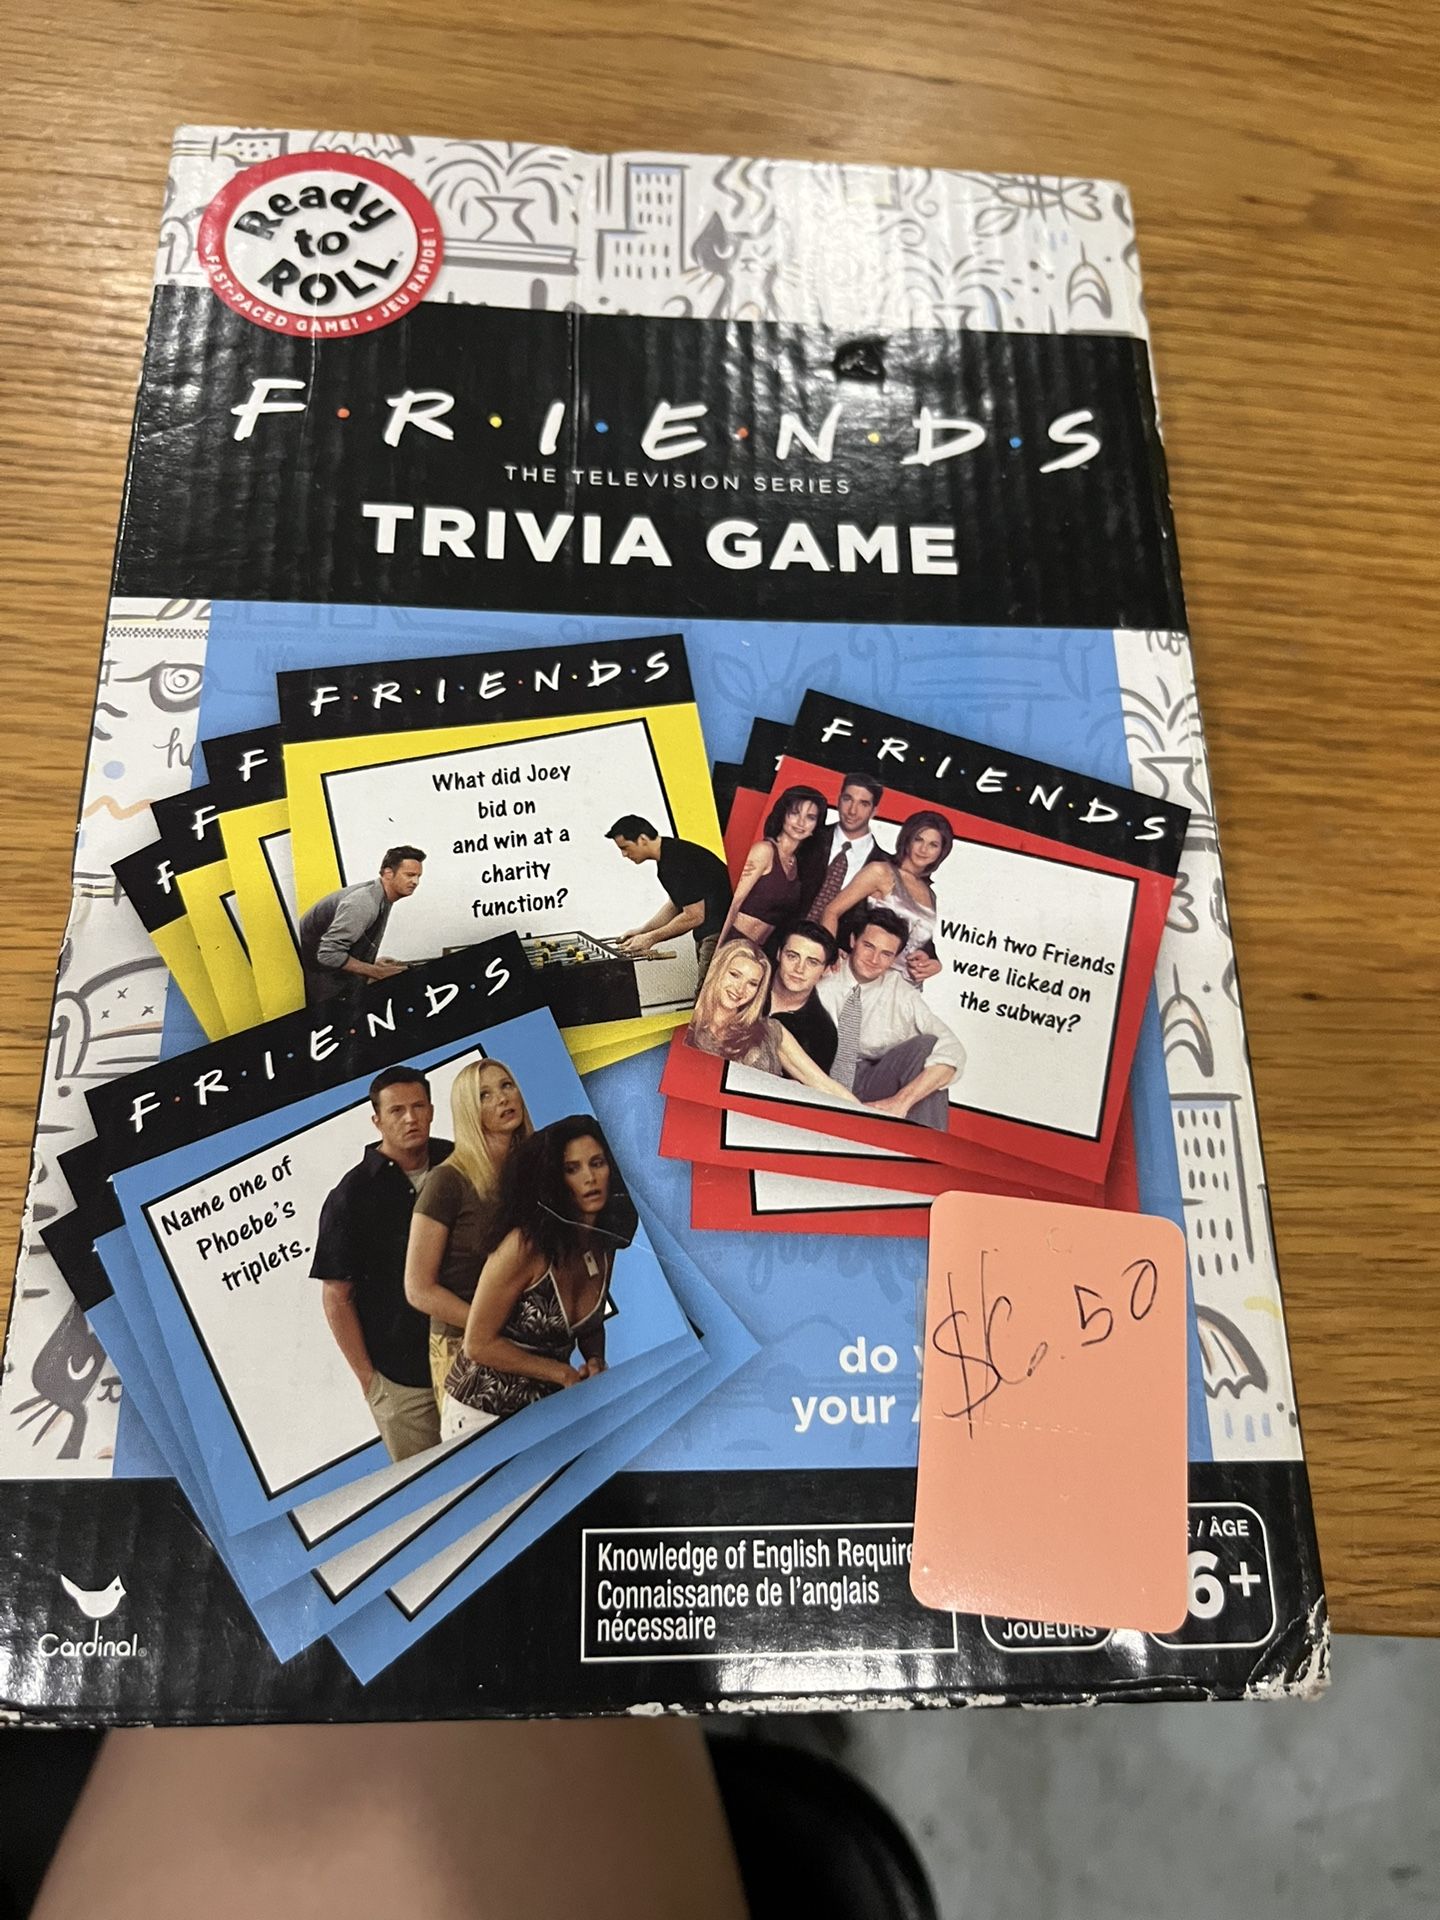 Ready
to
ROLL
FAST-PACED GAME! • JEU RAPIDE!
F·R·I·E·N·D·S
THE TELEVISION SERIES
TRIVIA GAME
F·R·I·E·N·D·S
F
F
F
What did Joey
bid on
and win at a
charity
function?
F·R·I·E·N·D·S
Which two Friends
were licked on
the subway?
F·R·I·E·N·D·S
Name one of
Phoebe's
triplets.
do
your
$6.50
Knowledge of English Require
Connaissance de l'anglais
nécessaire
JOUEURS
/ ÂGE
6+
Cardinal®